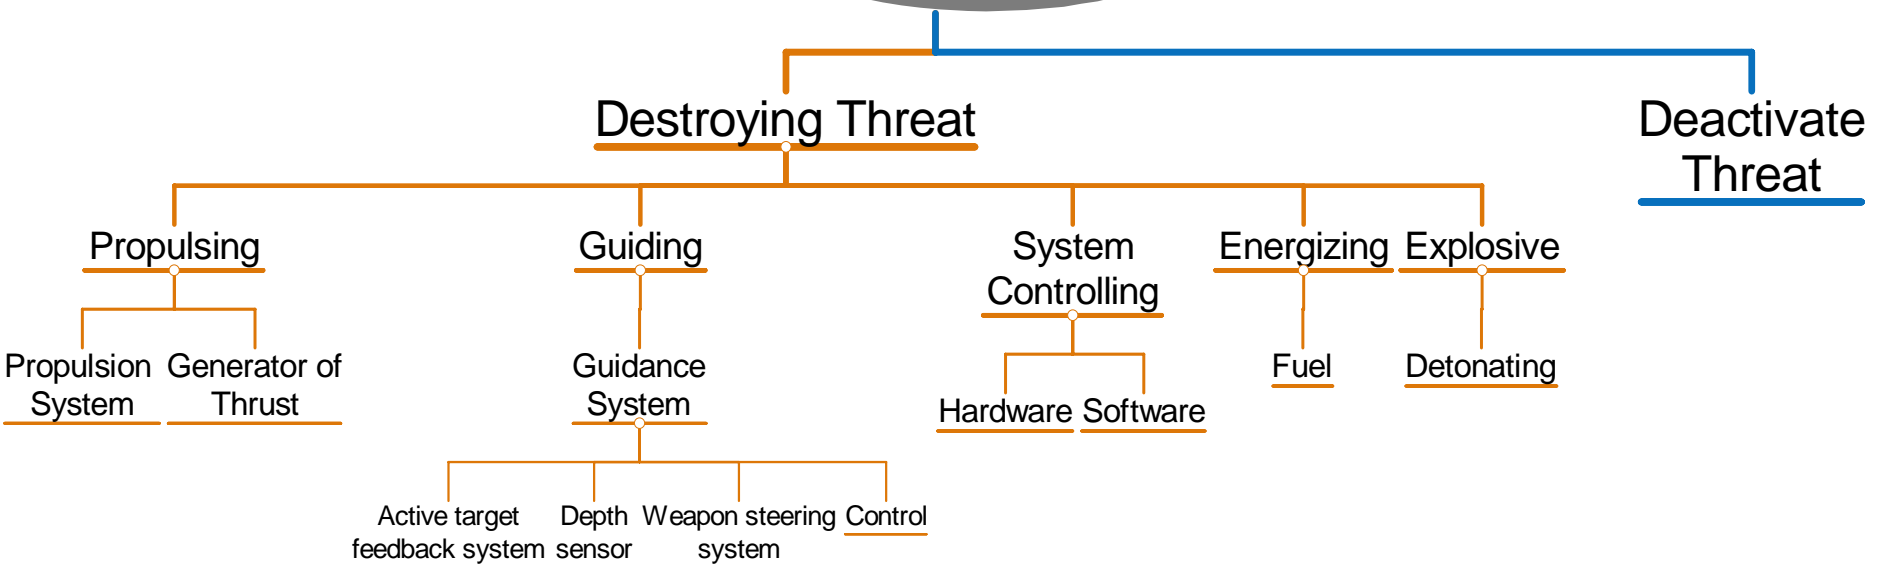 Destroying Threat
Deactivate
Threat
Propulsing
Guiding
System
Controlling
Energizing
Explosive
Propulsion
System
Generator of
Thrust
Guidance
System
Hardware
Software
Fuel
Detonating
Active target
feedback system
Depth
sensor
Weapon steering
system
Control